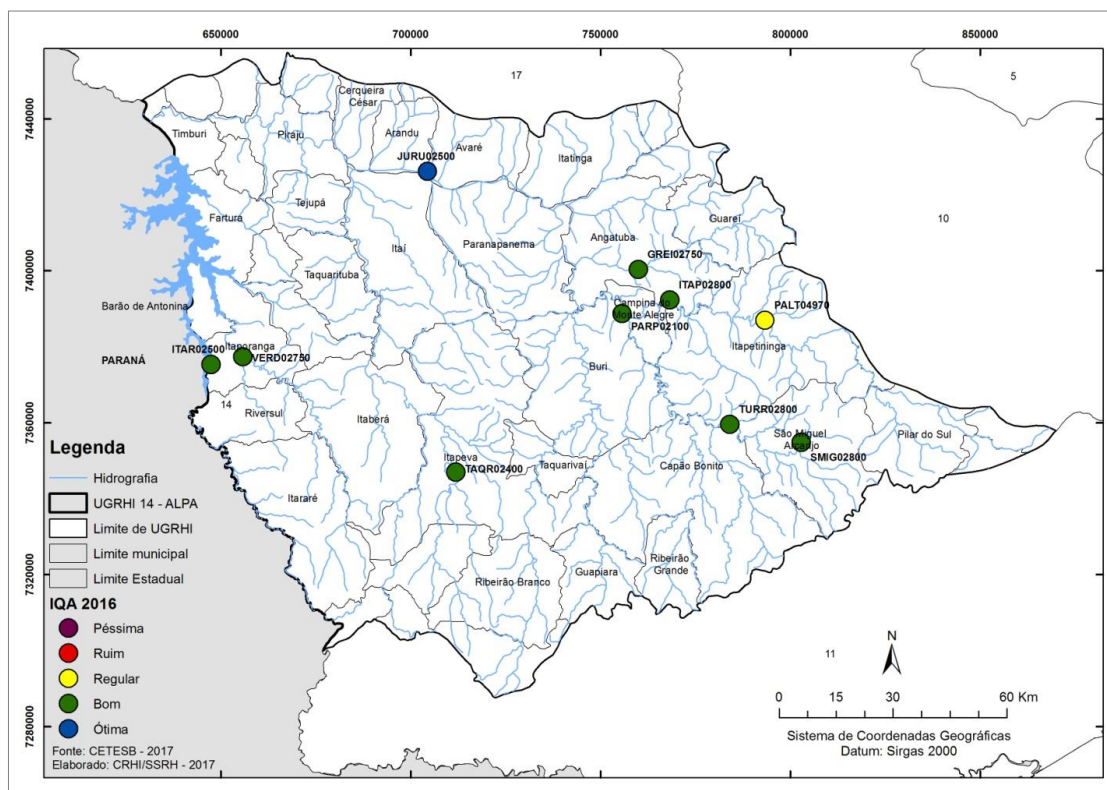 650000
700000
750000
800000
850000
7440000
7400000
7360000
7320000
7280000
17
5
10
11
14
Cerqueira
César
Timburi
Piraju
Arandu
Avaré
JURU02500
Itatinga
Tejupá
Fartura
Guareí
Angatuba
Itaí
Paranapanema
GREI02750
Taquarituba
ITAP02800
PALT04970
Barão de Antonina
Campina do
Monte Alegre
PARP02100
Itapetininga
PARANÁ
ITAR02500
Itaporanga
VERD02750
Buri
Riversul
Itaberá
TURR02800
São Miguel
Arcanjo
SMIG02800
Pilar do Sul
Itapeva
TAQR02400
Taquarivaí
Capão Bonito
Itararé
Ribeirão Branco
Guapiara
Ribeirão
Grande
Legenda
Hidrografia
UGRHI 14 - ALPA
Limite de UGRHI
Limite municipal
Limite Estadual
IQA 2016
Péssima
Ruim
Regular
Bom
Ótima
Fonte: CETESB - 2017
Elaborado: CRHI/SSRH - 2017
N
0 15 30 60 Km
Sistema de Coordenadas Geográficas
Datum: Sirgas 2000